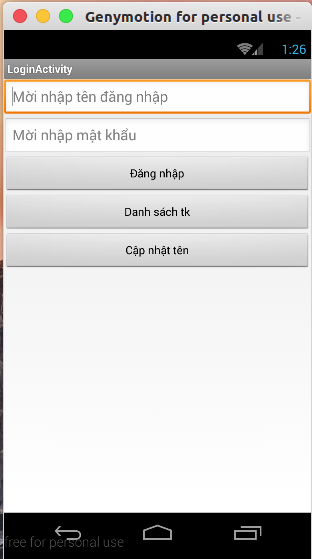 Genymotion for personal use -
1:26
LoginActivity
Mời nhập tên đăng nhập
Mời nhập mật khẩu
Đăng nhập
Danh sách tk
Cập nhật tên
free for personal use